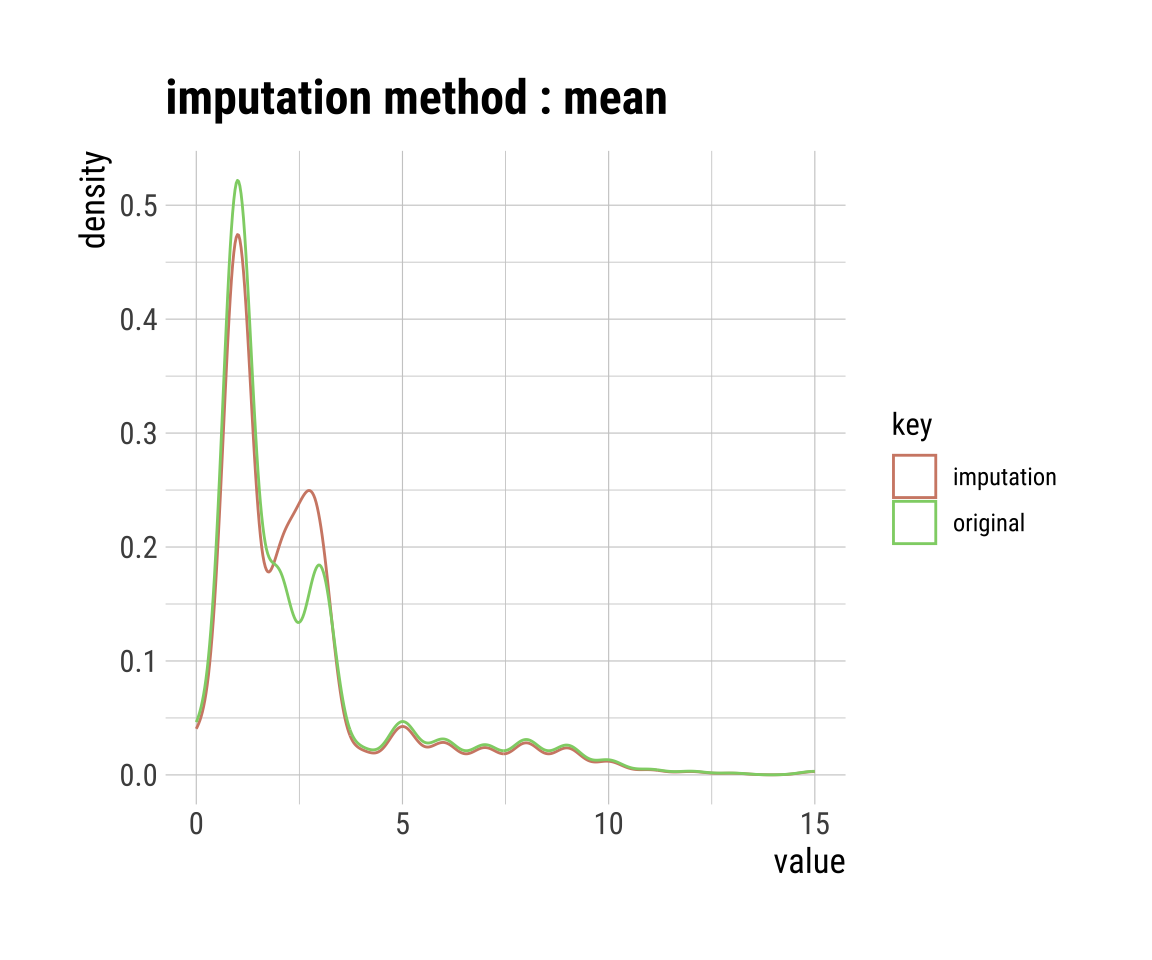 imputation method : mean
density
0.5
0.4
0.3
0.2
0.1
0.0
0 5 10 15
value
key
imputation
original